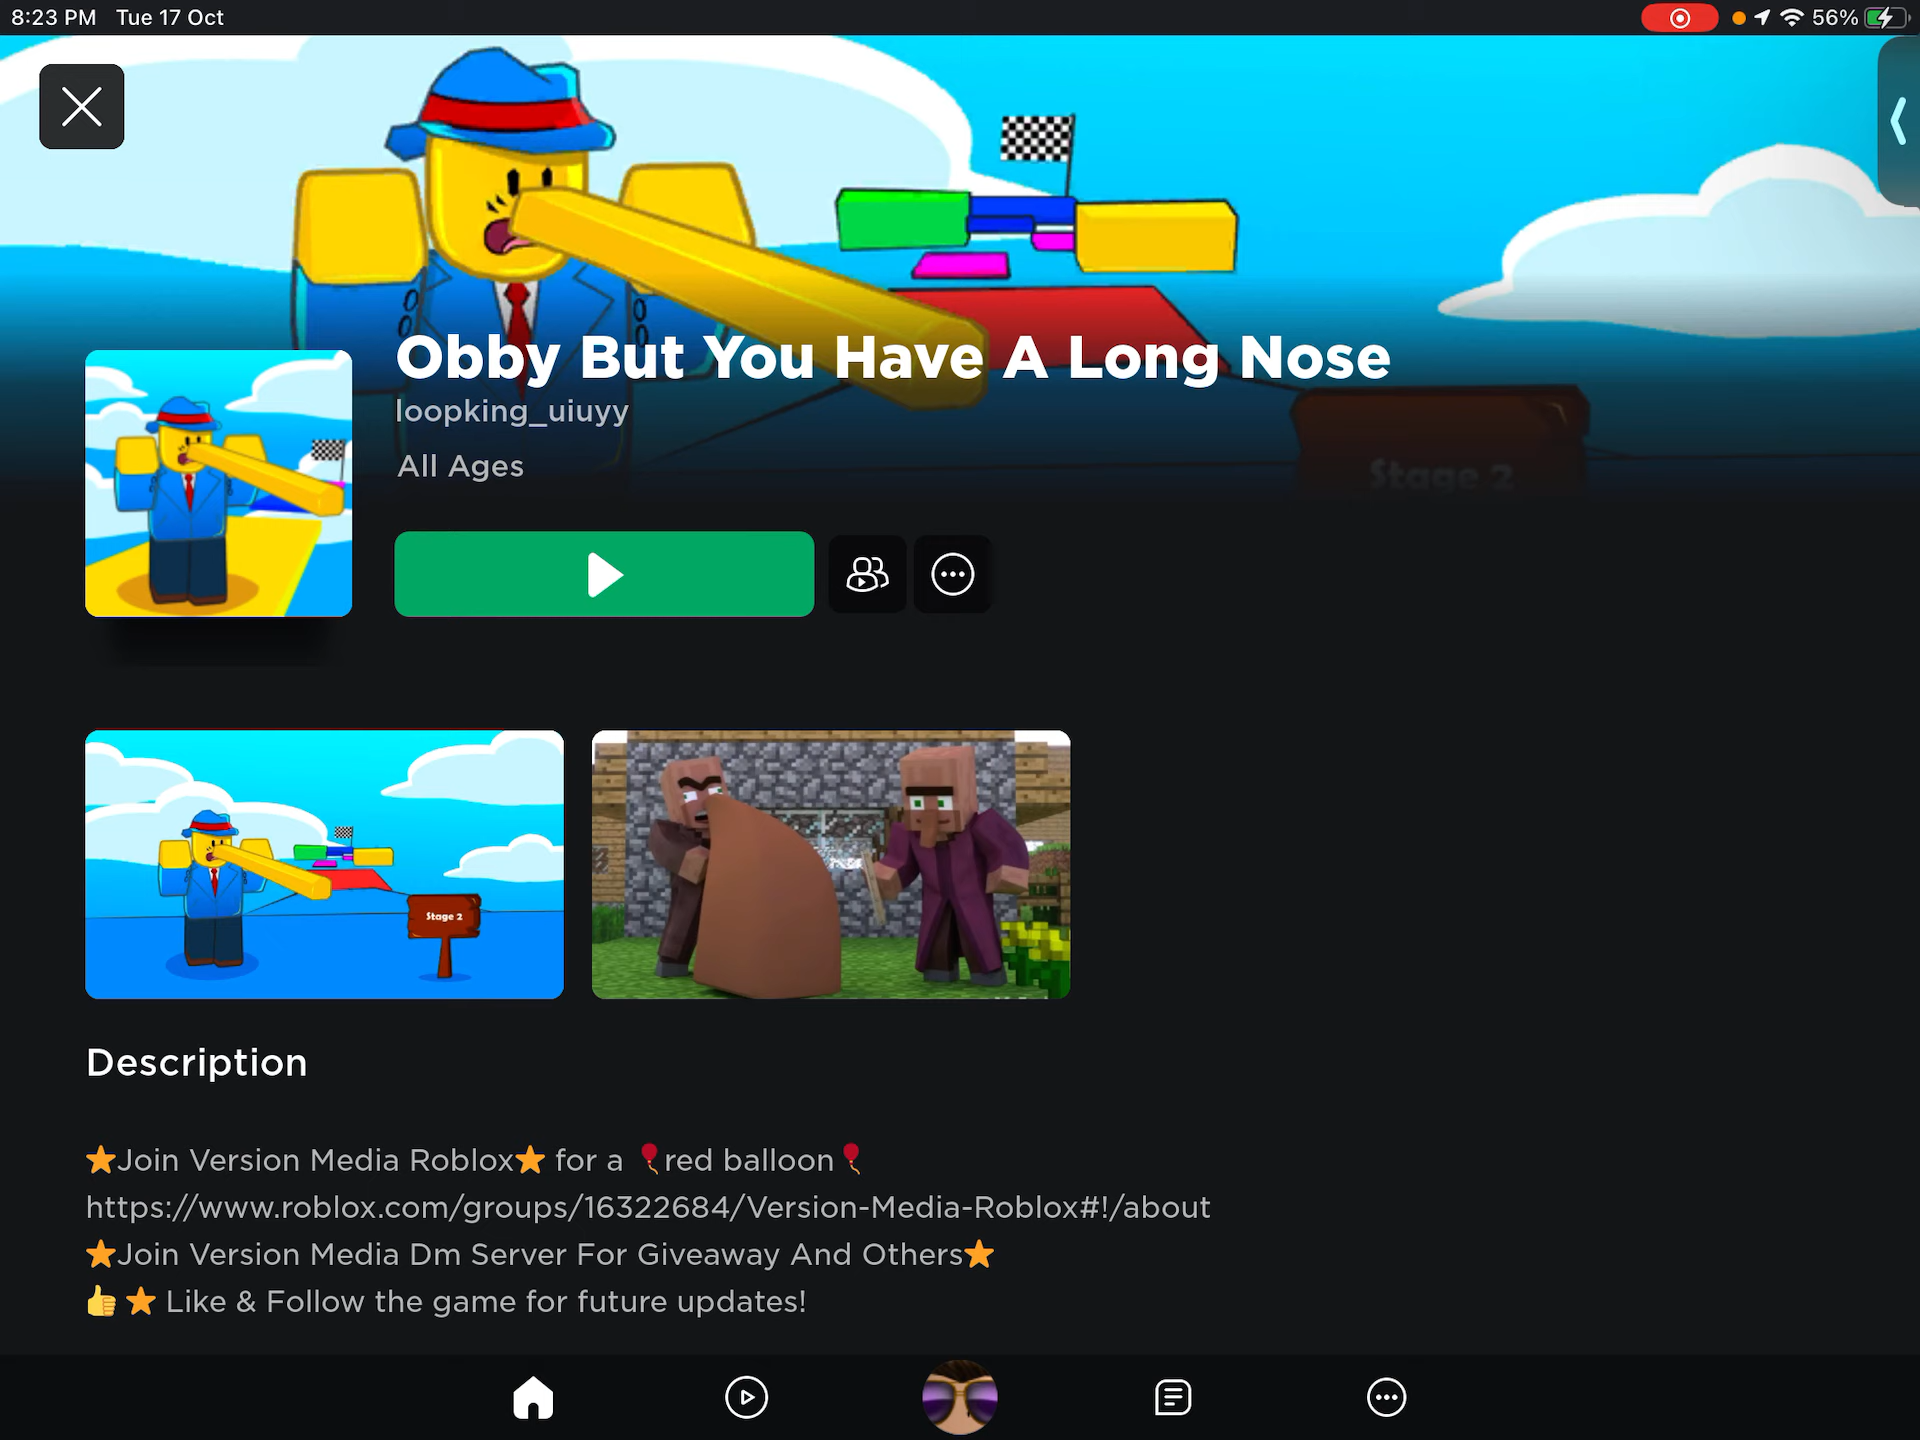 8:23 PM Tue 17 Oct
56%
Obby But You Have A Long Nose
loopking_uiuyy
All Ages
Stage 2
Stage 2
Description
⭐Join Version Media Roblox⭐ for a 🎈red balloon🎈
https://www.roblox.com/groups/16322684/Version-Media-Roblox#!/about
⭐Join Version Media Dm Server For Giveaway And Others⭐
👍⭐ Like & Follow the game for future updates!